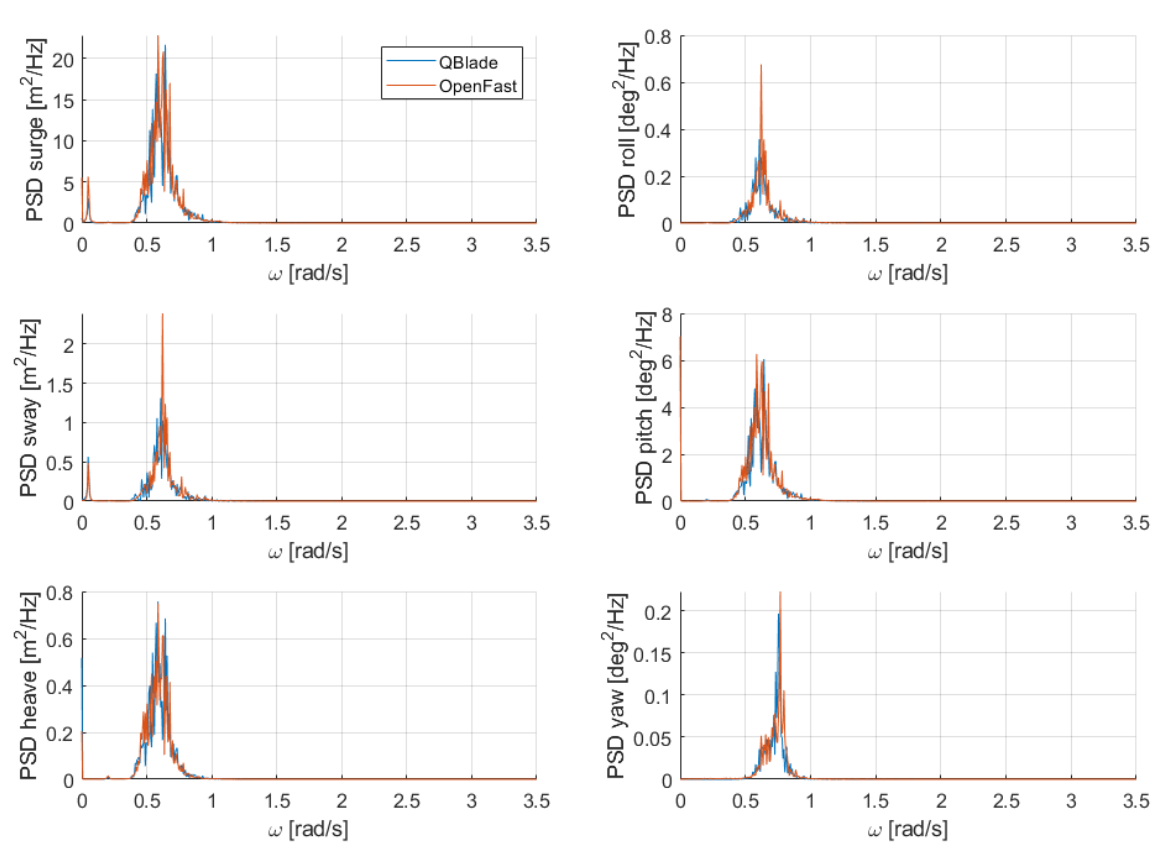 PSD surge [m²/Hz]
20
15
10
5
0
0 0.5 1 1.5 2 2.5 3 3.5
ω [rad/s]
QBlade
OpenFast
PSD roll [deg²/Hz]
0.8
0.6
0.4
0.2
0
0 0.5 1 1.5 2 2.5 3 3.5
ω [rad/s]
PSD sway [m²/Hz]
2
1.5
1
0.5
0
0 0.5 1 1.5 2 2.5 3 3.5
ω [rad/s]
PSD pitch [deg²/Hz]
8
6
4
2
0
0 0.5 1 1.5 2 2.5 3 3.5
ω [rad/s]
PSD heave [m²/Hz]
0.8
0.6
0.4
0.2
0
0 0.5 1 1.5 2 2.5 3 3.5
ω [rad/s]
PSD yaw [deg²/Hz]
0.2
0.15
0.1
0.05
0
0 0.5 1 1.5 2 2.5 3 3.5
ω [rad/s]